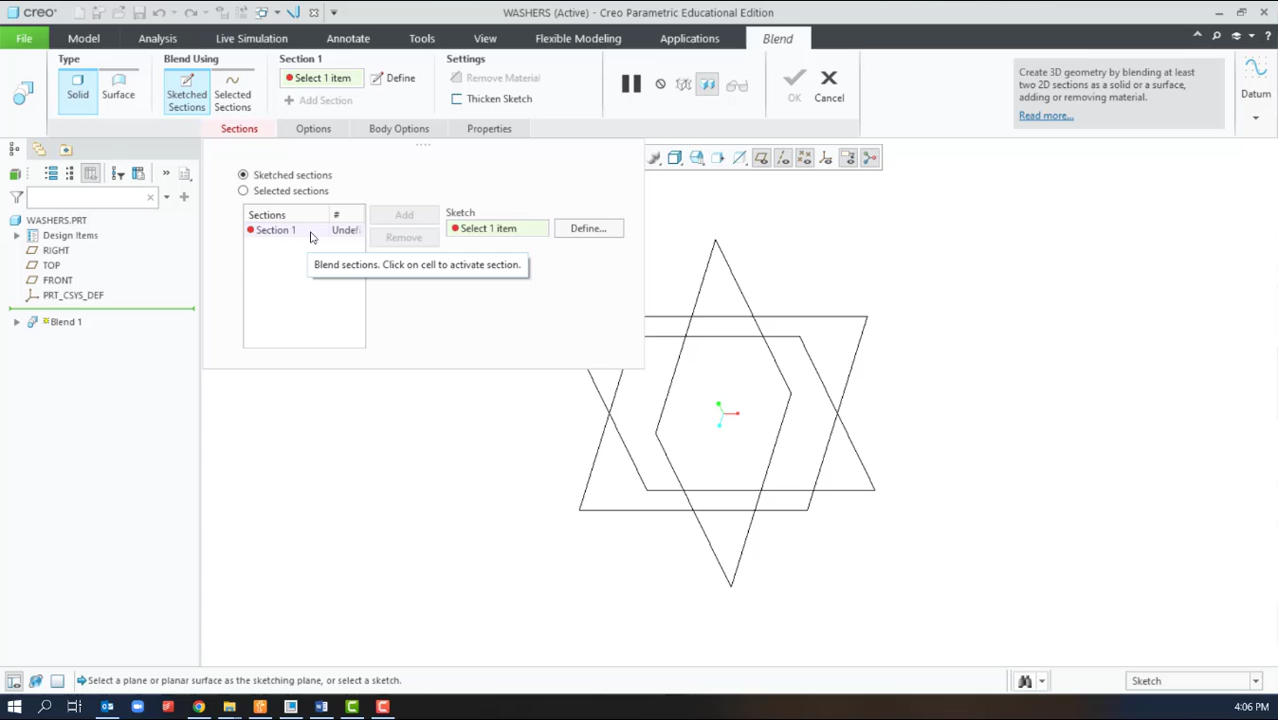 creo
WASHERS (Active) - Creo Parametric Educational Edition
File Model Analysis Live Simulation Annotate Tools View Flexible Modeling Applications Blend
Type Blend Using Section 1 Settings
Select 1 item Define Remove Material
Solid Surface Sketched Sections Selected Sections Add Section Thicken Sketch OK Cancel
Create 3D geometry by blending at least
two 2D sections as a solid or a surface,
adding or removing material.
Read more...
Datum
Sections Options Body Options Properties
Sketched sections
Selected sections
Sections # Add Sketch
Section 1 Undefi Remove Select 1 item Define...
Blend sections. Click on cell to activate section.
WASHERS.PRT
Design Items
RIGHT
TOP
FRONT
PRT_CSYS_DEF
Blend 1
Select a plane or planar surface as the sketching plane, or select a sketch.
Sketch
4:06 PM